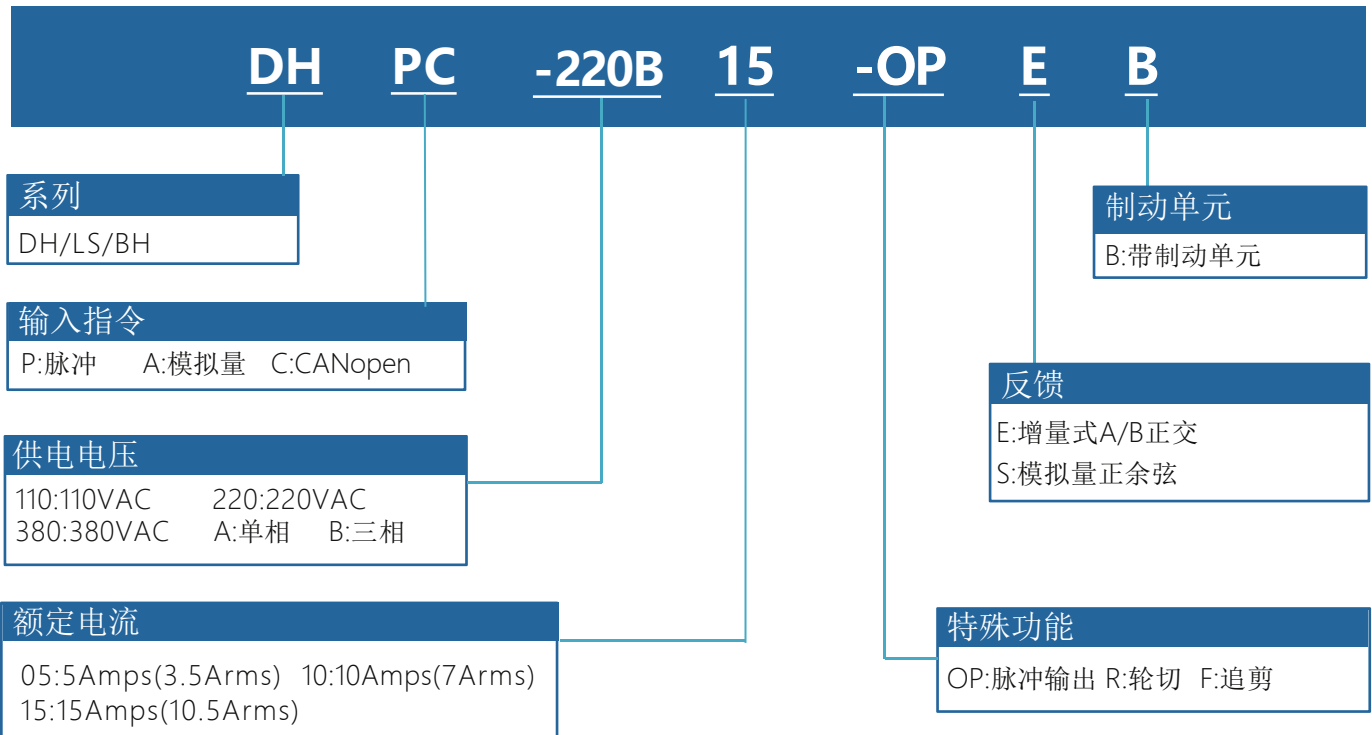 DH PC -220B 15 -OP E B
系列
DH/LS/BH
输入指令
P:脉冲 A:模拟量 C:CANopen
供电电压
110:110VAC 220:220VAC
380:380VAC A:单相 B:三相
额定电流
05:5Amps(3.5Arms) 10:10Amps(7Arms)
15:15Amps(10.5Arms)
制动单元
B:带制动单元
反馈
E:增量式A/B正交
S:模拟量正余弦
特殊功能
OP:脉冲输出 R:轮切 F:追剪